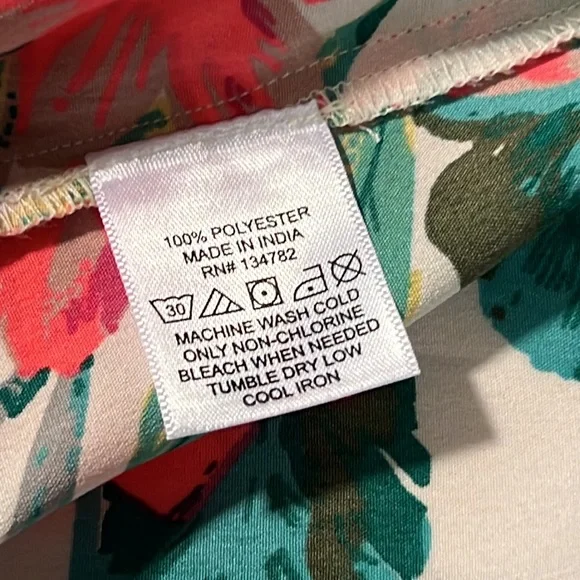 100% POLYESTER
MADE IN INDIA
RN# 134782
30
MACHINE WASH COLD
ONLY NON-CHLORINE
BLEACH WHEN NEEDED
TUMBLE DRY LOW
COOL IRON